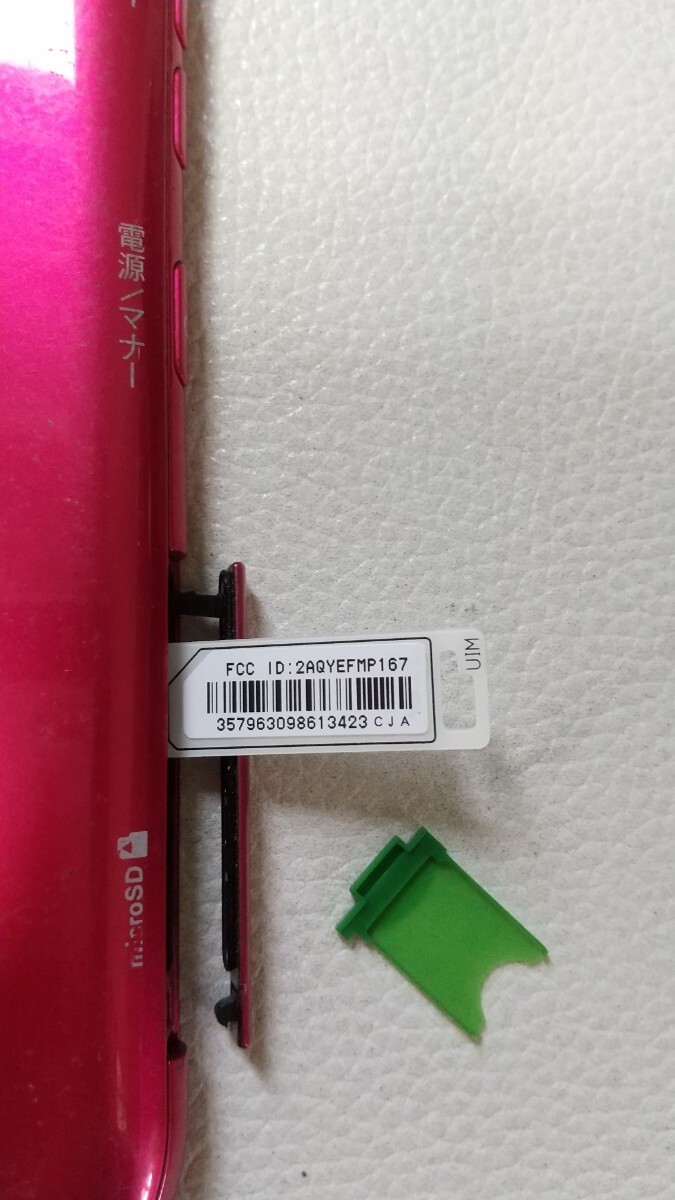 電源/マナー
UIM
FCC ID:2AQYEFMP167
357963098613423 CJA
microSD